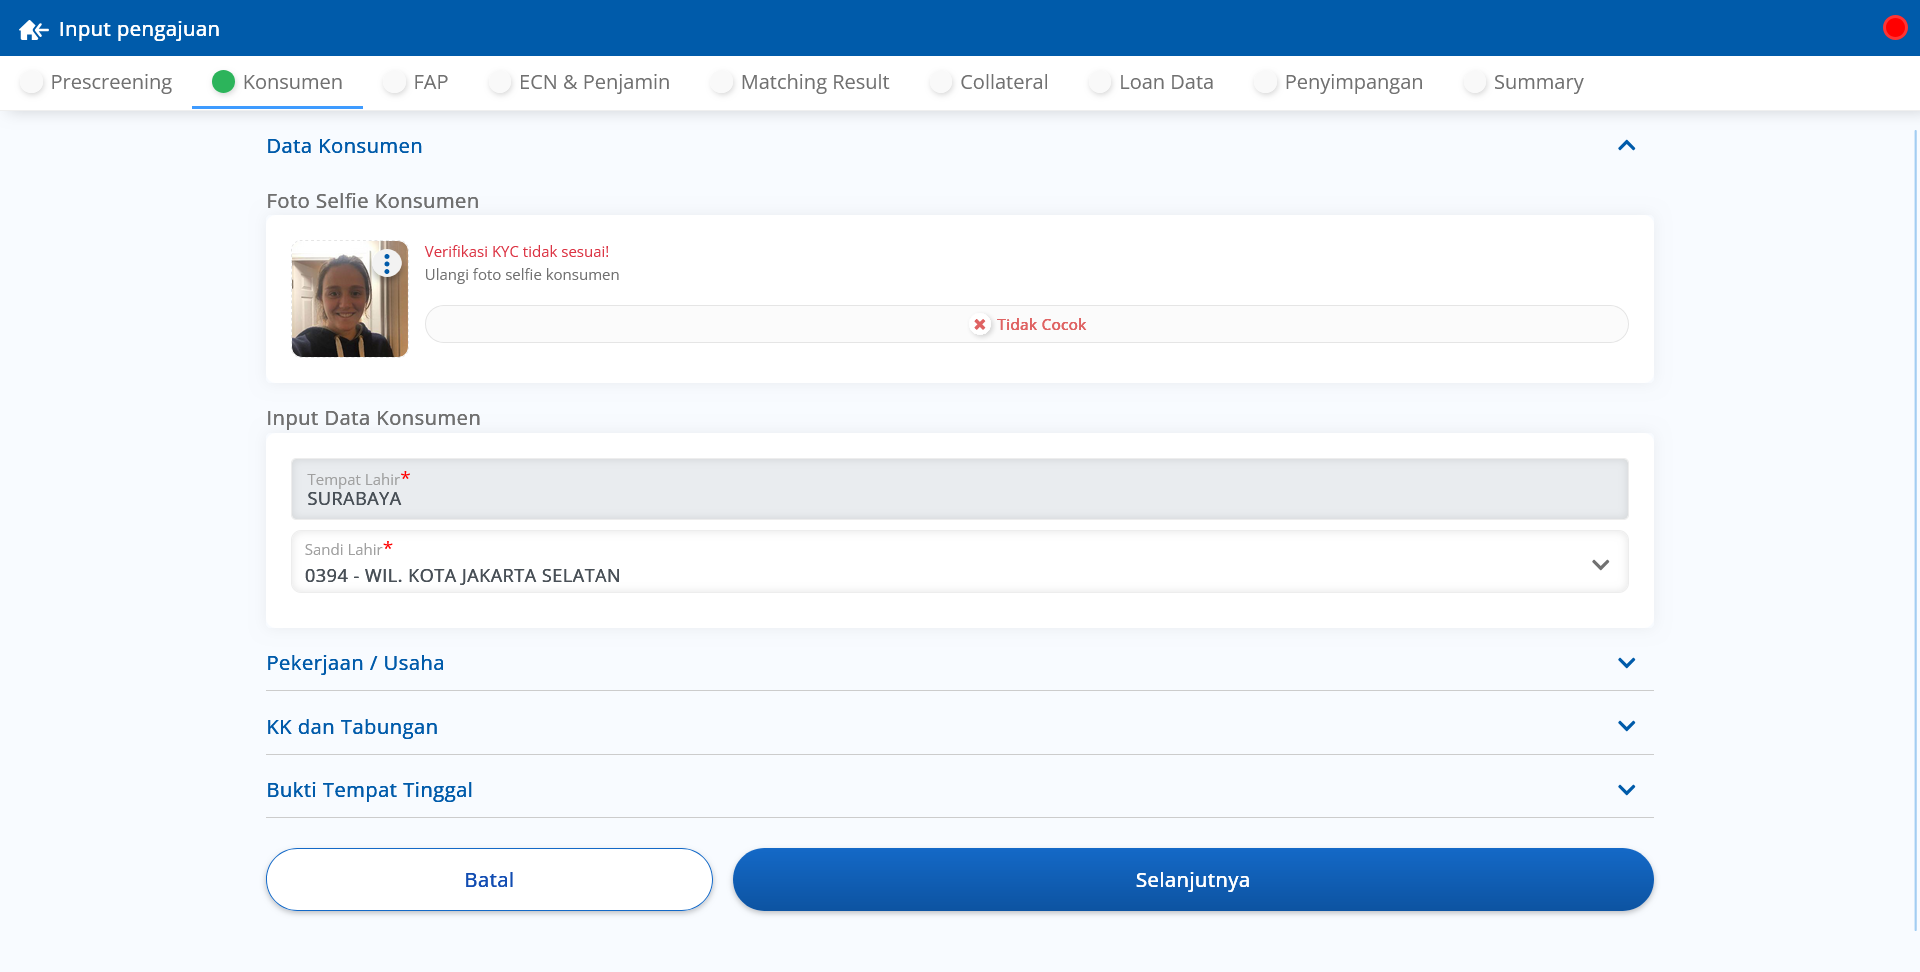 Input pengajuan
Prescreening Konsumen FAP ECN & Penjamin Matching Result Collateral Loan Data Penyimpangan Summary
Data Konsumen
Foto Selfie Konsumen
Verifikasi KYC tidak sesuai!
Ulangi foto selfie konsumen
Tidak Cocok
Input Data Konsumen
Tempat Lahir*
SURABAYA
Sandi Lahir*
0394 - WIL. KOTA JAKARTA SELATAN
Pekerjaan / Usaha
KK dan Tabungan
Bukti Tempat Tinggal
Batal Selanjutnya